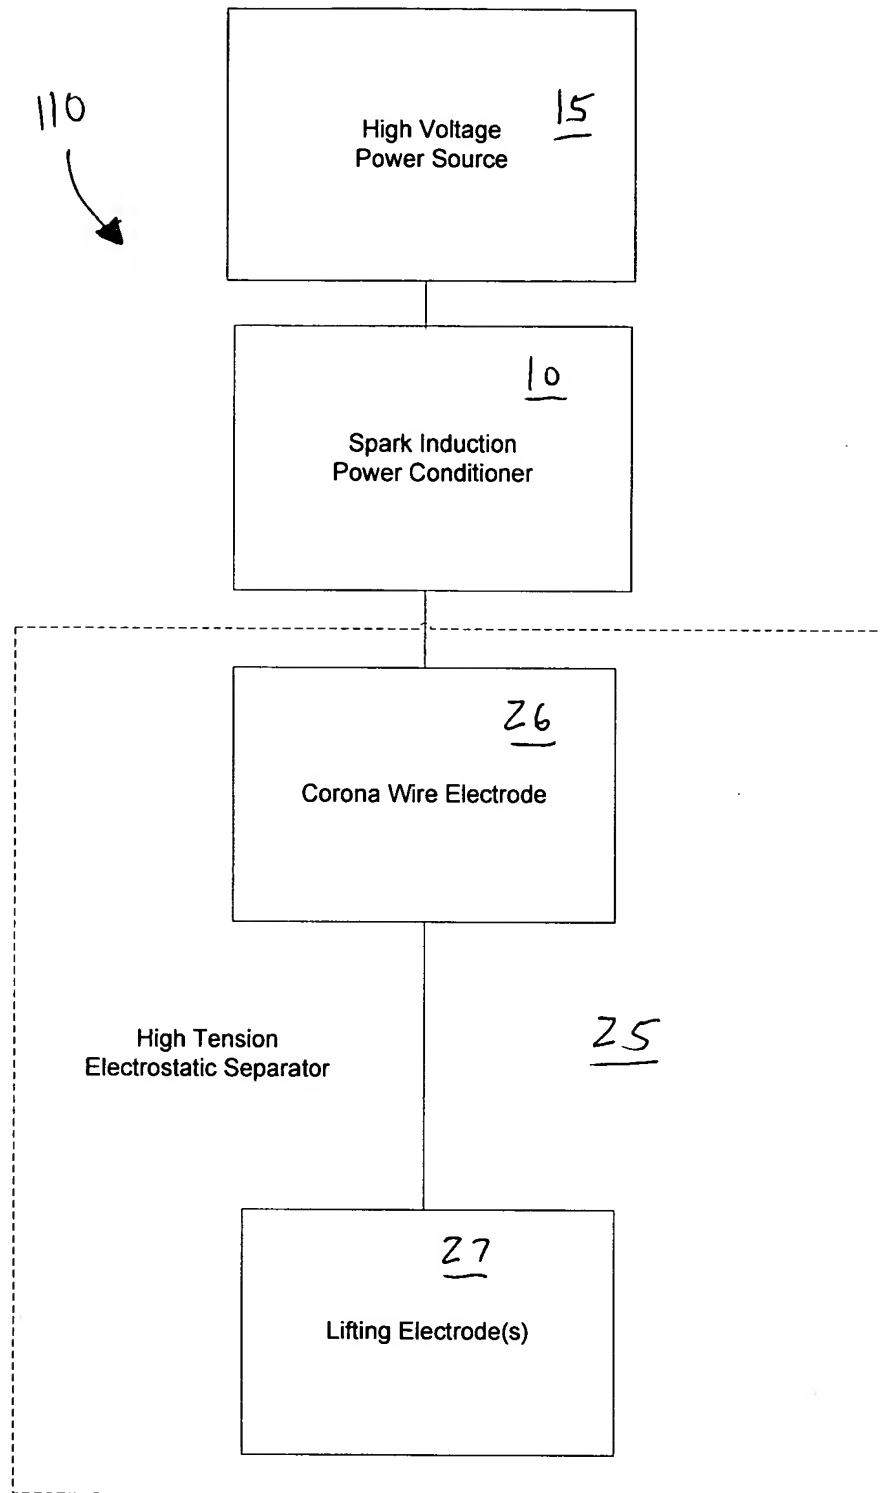 110
15
High Voltage
Power Source
10
Spark Induction
Power Conditioner
26
Corona Wire Electrode
High Tension
Electrostatic Separator
25
27
Lifting Electrode(s)